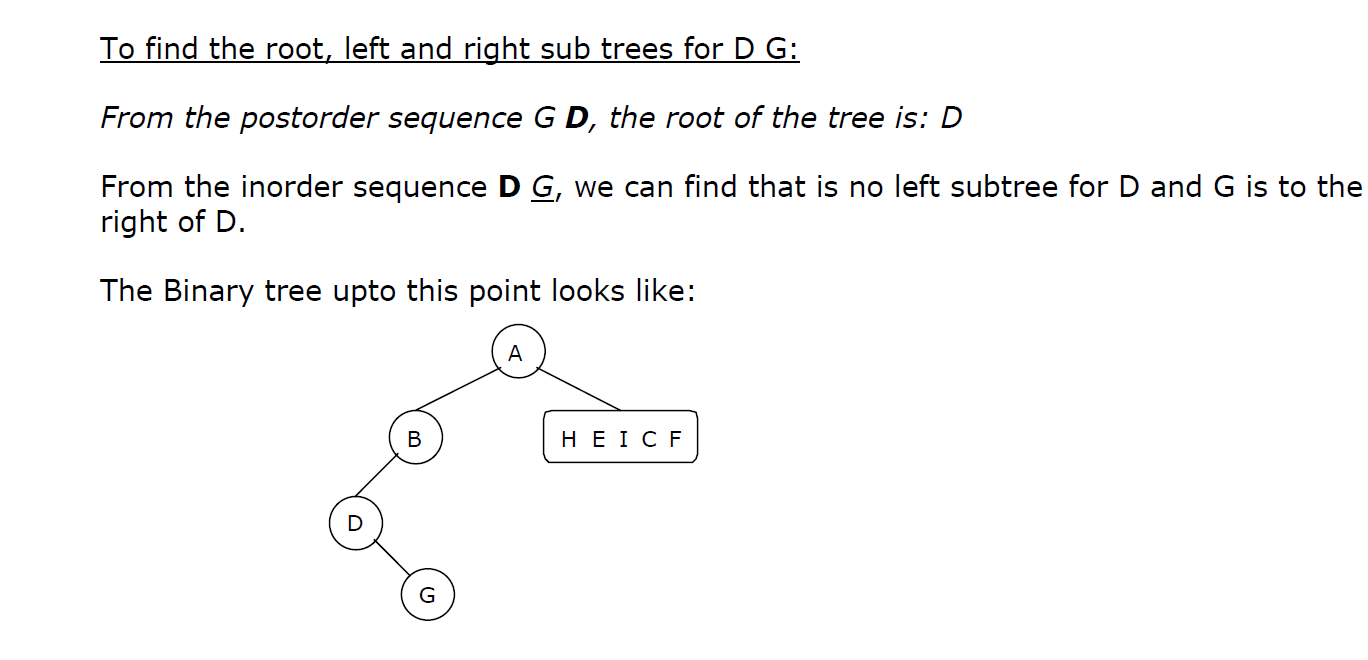 To find the root, left and right sub trees for D G:
From the postorder sequence G D, the root of the tree is: D
From the inorder sequence D G, we can find that is no left subtree for D and G is to the
right of D.
The Binary tree upto this point looks like:
A
B
H E I C F
D
G